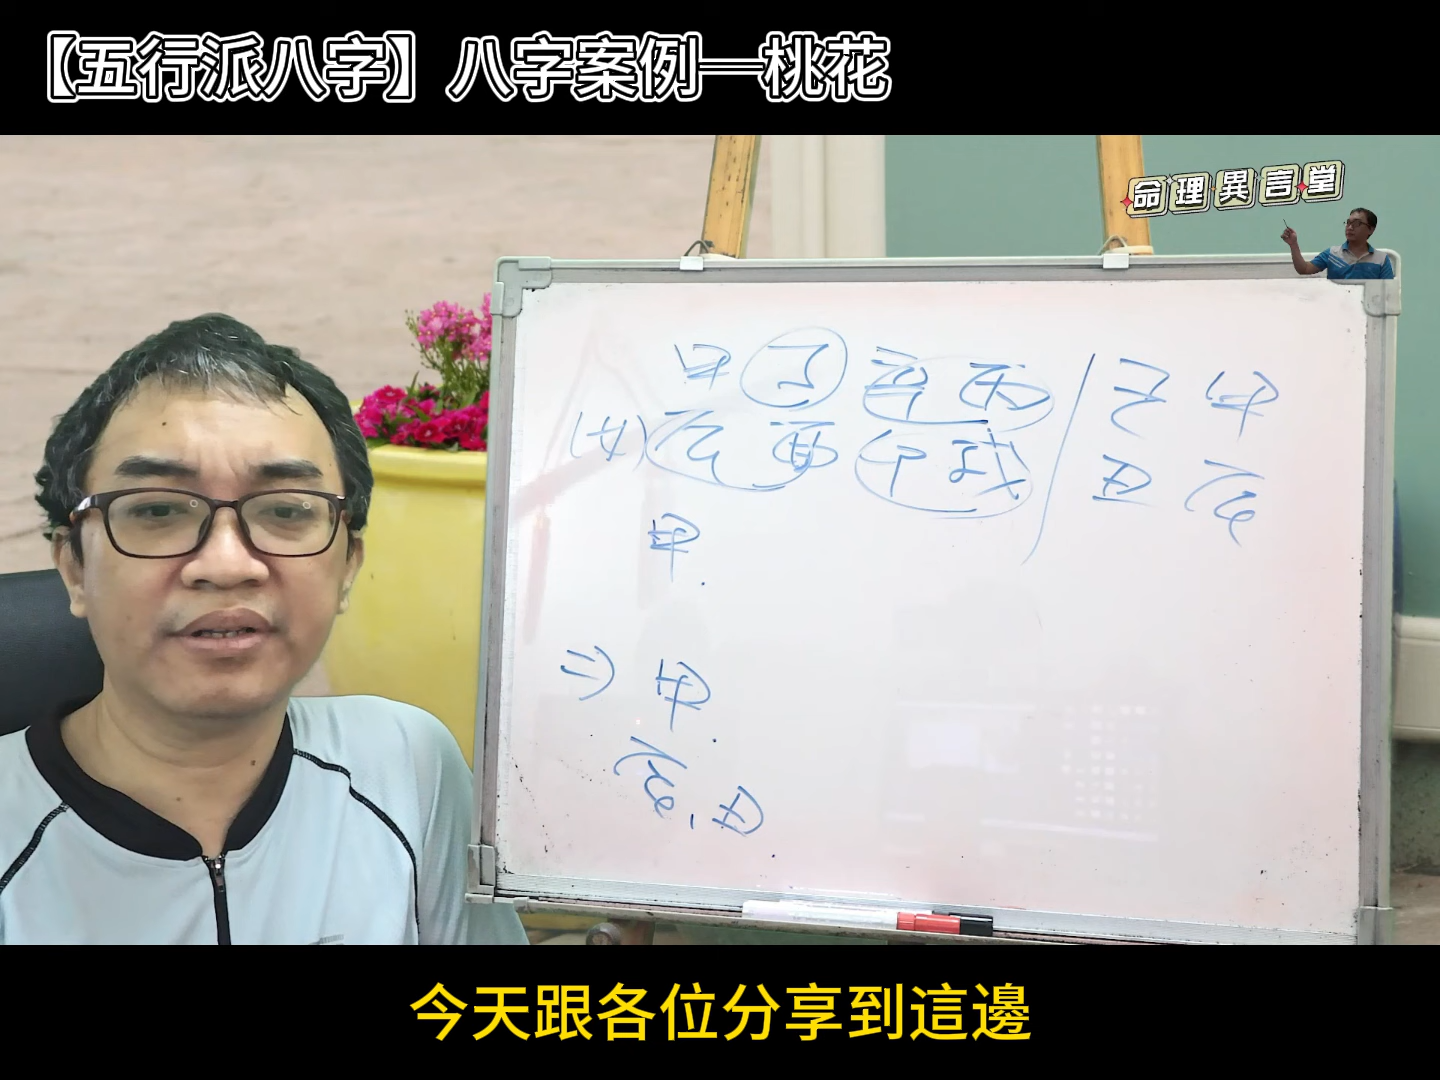 【五行派八字】八字案例—桃花
命理異言堂
甲 丁 辛 丙 / 己 甲
(女) 辰 酉 卯 戌 丑 辰
甲
甲
辰、丑
今天跟各位分享到這邊